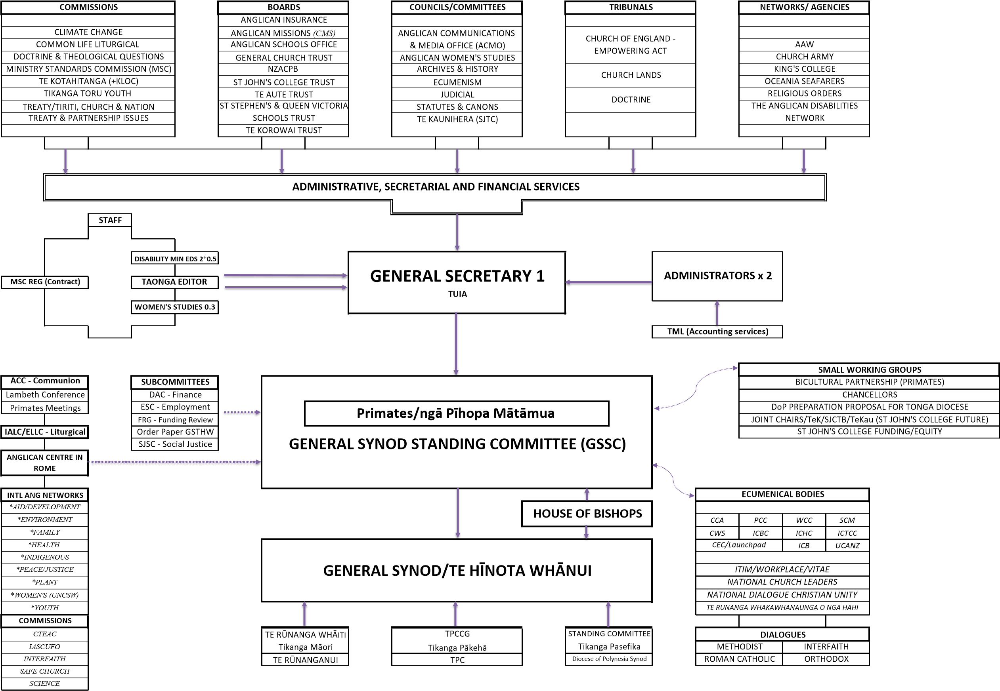 COMMISSIONS
CLIMATE CHANGE
COMMON LIFE LITURGICAL
DOCTRINE & THEOLOGICAL QUESTIONS
MINISTRY STANDARDS COMMISSION (MSC)
TE KOTAHITANGA (+KLOC)
TIKANGA TORU YOUTH
TREATY/TIRITI, CHURCH & NATION
TREATY & PARTNERSHIP ISSUES
BOARDS
ANGLICAN INSURANCE
ANGLICAN MISSIONS (CMS)
ANGLICAN SCHOOLS OFFICE
GENERAL CHURCH TRUST
NZACPB
ST JOHN'S COLLEGE TRUST
TE AUTE TRUST
ST STEPHEN'S & QUEEN VICTORIA
SCHOOLS TRUST
TE KOROWAI TRUST
COUNCILS/COMMITTEES
ANGLICAN COMMUNICATIONS
& MEDIA OFFICE (ACMO)
ANGLICAN WOMEN'S STUDIES
ARCHIVES & HISTORY
ECUMENISM
JUDICIAL
STATUTES & CANONS
TE KAUNIHERA (SJTC)
TRIBUNALS
CHURCH OF ENGLAND -
EMPOWERING ACT
CHURCH LANDS
DOCTRINE
NETWORKS/ AGENCIES
AAW
CHURCH ARMY
KING'S COLLEGE
OCEANIA SEAFARERS
RELIGIOUS ORDERS
THE ANGLICAN DISABILITIES
NETWORK
ADMINISTRATIVE, SECRETARIAL AND FINANCIAL SERVICES
STAFF
DISABILITY MIN EDS 2*0.5
MSC REG (Contract)
TAONGA EDITOR
WOMEN'S STUDIES 0.3
GENERAL SECRETARY 1
TUIA
ADMINISTRATORS x 2
TML (Accounting services)
ACC - Communion
Lambeth Conference
Primates Meetings
IALC/ELLC - Liturgical
ANGLICAN CENTRE IN
ROME
INTL ANG NETWORKS
*AID/DEVELOPMENT
*ENVIRONMENT
*FAMILY
*HEALTH
*INDIGENOUS
*PEACE/JUSTICE
*PLANT
*WOMEN'S (UNCSW)
*YOUTH
COMMISSIONS
CTEAC
IASCUFO
INTERFAITH
SAFE CHURCH
SCIENCE
SUBCOMMITTEES
DAC - Finance
ESC - Employment
FRG - Funding Review
Order Paper GSTHW
SJSC - Social Justice
Primates/ngā Pīhopa Mātāmua
GENERAL SYNOD STANDING COMMITTEE (GSSC)
SMALL WORKING GROUPS
BICULTURAL PARTNERSHIP (PRIMATES)
CHANCELLORS
DoP PREPARATION PROPOSAL FOR TONGA DIOCESE
JOINT CHAIRS/TeK/SJCTB/TeKau (ST JOHN'S COLLEGE FUTURE)
ST JOHN'S COLLEGE FUNDING/EQUITY
HOUSE OF BISHOPS
GENERAL SYNOD/TE HĪNOTA WHĀNUI
TE RŪNANGA WHĀITI
Tikanga Māori
TE RŪNANGANUI
TPCCG
Tikanga Pākehā
TPC
STANDING COMMITTEE
Tikanga Pasefika
Diocese of Polynesia Synod
ECUMENICAL BODIES
CCA PCC WCC SCM
CWS ICBC ICHC ICTCC
CEC/Launchpad ICB UCANZ
ITIM/WORKPLACE/VITAE
NATIONAL CHURCH LEADERS
NATIONAL DIALOGUE CHRISTIAN UNITY
TE RŪNANGA WHAKAWHANAUNGA O NGĀ HĀHI
DIALOGUES
METHODIST INTERFAITH
ROMAN CATHOLIC ORTHODOX